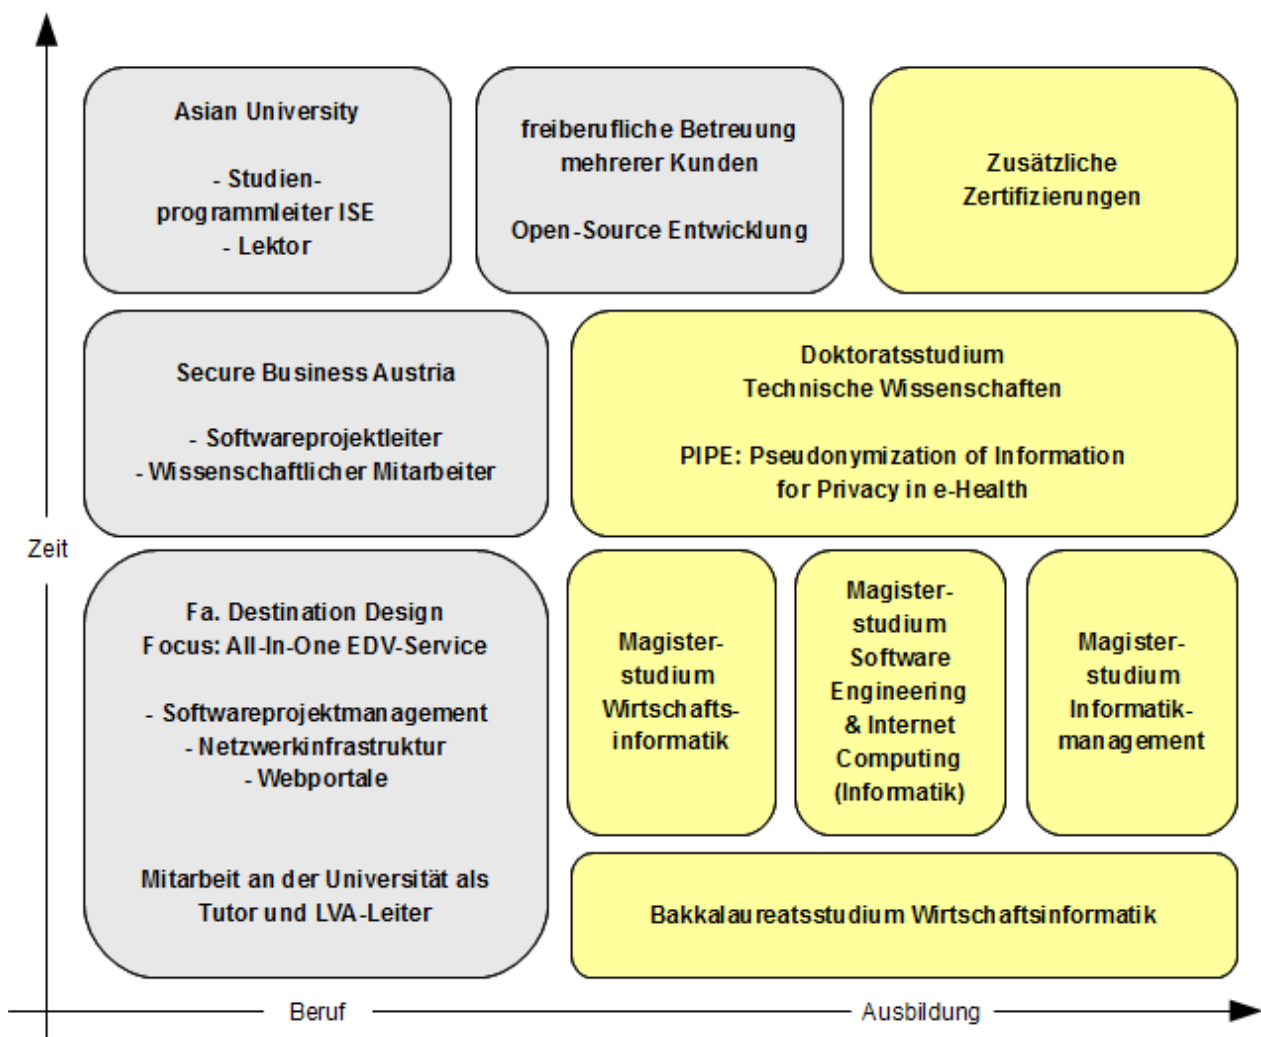 Asian University
- Studien-
programmleiter ISE
- Lektor
freiberufliche Betreuung
mehrerer Kunden
Open-Source Entwicklung
Zusätzliche
Zertifizierungen
Secure Business Austria
- Softwareprojektleiter
- Wissenschaftlicher Mitarbeiter
Doktoratsstudium
Technische Wissenschaften
PIPE: Pseudonymization of Information
for Privacy in e-Health
Zeit
Fa. Destination Design
Focus: All-In-One EDV-Service
- Softwareprojektmanagement
- Netzwerkinfrastruktur
- Webportale
Mitarbeit an der Universität als
Tutor und LVA-Leiter
Magister-
studium
Wirtschafts-
informatik
Magister-
studium
Software
Engineering
& Internet
Computing
(Informatik)
Magister-
studium
Informatik-
management
Bakkalaureatsstudium Wirtschaftsinformatik
Beruf
Ausbildung